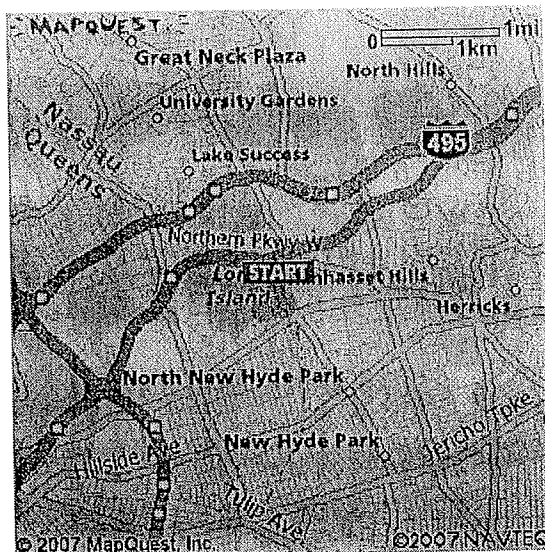 MAPQUEST
1mi
0
1km
Great Neck Plaza
North Hills
University Gardens
Nassau
Queens
Lake Success
495
Northern Pkwy W
START
Island
Herricks
North New Hyde Park
New Hyde Park
Hillside Ave
Jericho Tpke
Tulip Ave
© 2007 MapQuest, Inc.
©2007 NAVTEQ